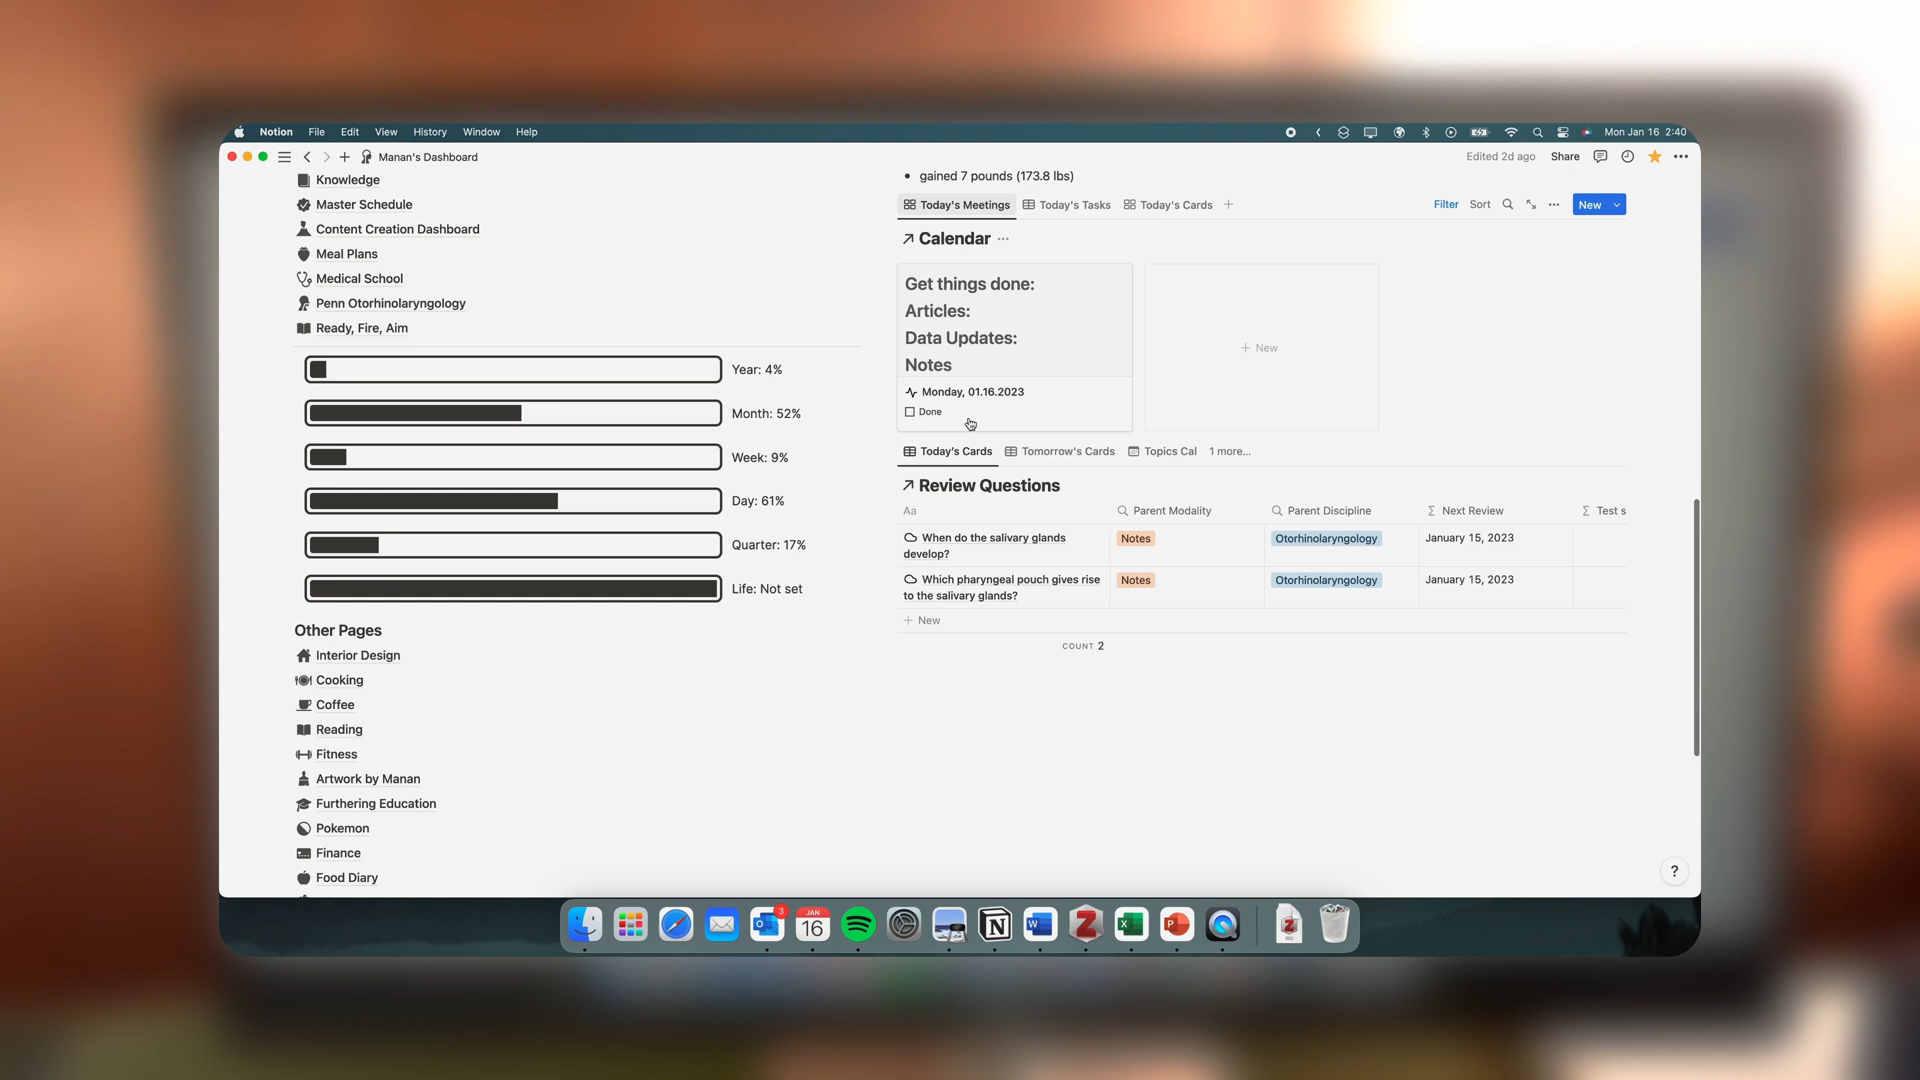 Notion File Edit View History Window Help
Mon Jan 16 2:40
Manan's Dashboard
Edited 2d ago Share
Knowledge
Master Schedule
Content Creation Dashboard
Meal Plans
Medical School
Penn Otorhinolaryngology
Ready, Fire, Aim
Year: 4%
Month: 52%
Week: 9%
Day: 61%
Quarter: 17%
Life: Not set
Other Pages
Interior Design
Cooking
Coffee
Reading
Fitness
Artwork by Manan
Furthering Education
Pokemon
Finance
Food Diary
• gained 7 pounds (173.8 lbs)
Today's Meetings Today's Tasks Today's Cards +
Filter Sort New
Calendar
Get things done:
Articles:
Data Updates:
Notes
Monday, 01.16.2023
Done
+ New
Today's Cards Tomorrow's Cards Topics Cal 1 more...
Review Questions
Aa Parent Modality Parent Discipline Σ Next Review Σ Test s
When do the salivary glands
develop?
Notes Otorhinolaryngology January 15, 2023
Which pharyngeal pouch gives rise
to the salivary glands?
Notes Otorhinolaryngology January 15, 2023
+ New
COUNT 2
?
3
JAN
16
N
W
Z
X
P
Z